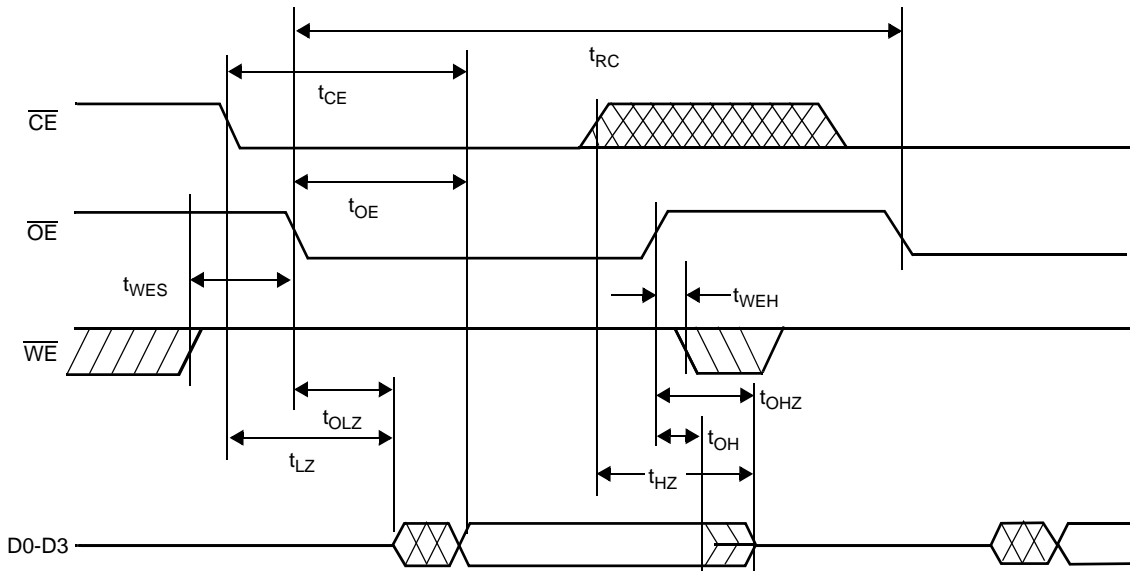 tRC
tCE
CE
tOE
OE
tWES
tWEH
WE
tOHZ
tOLZ
tOH
tLZ
tHZ
D0-D3